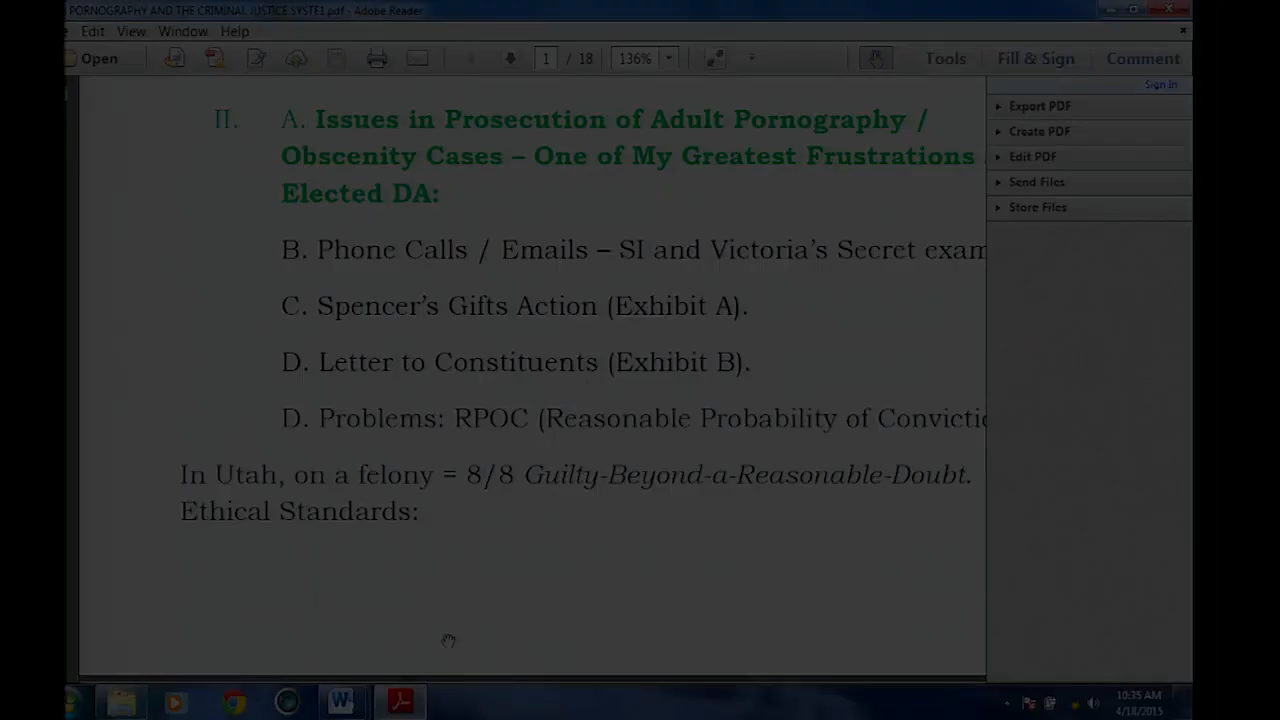 PORNOGRAPHY AND THE CRIMINAL JUSTICE SYSTE1.pdf - Adobe Reader
Edit View Window Help
Open 1 / 18 136% Tools Fill & Sign Comment
Sign In
Export PDF
Create PDF
Edit PDF
Send Files
Store Files
II. A. Issues in Prosecution of Adult Pornography /
Obscenity Cases – One of My Greatest Frustrations
Elected DA:
B. Phone Calls / Emails – SI and Victoria's Secret exam
C. Spencer's Gifts Action (Exhibit A).
D. Letter to Constituents (Exhibit B).
D. Problems: RPOC (Reasonable Probability of Convictio
In Utah, on a felony = 8/8 Guilty-Beyond-a-Reasonable-Doubt.
Ethical Standards:
10:35 AM
4/18/2015